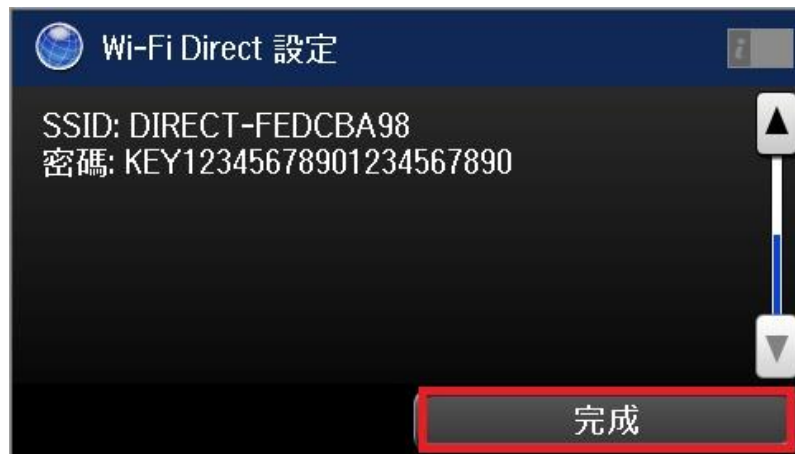 Wi-Fi Direct 設定
i
SSID: DIRECT-FEDCBA98
密碼: KEY12345678901234567890
完成